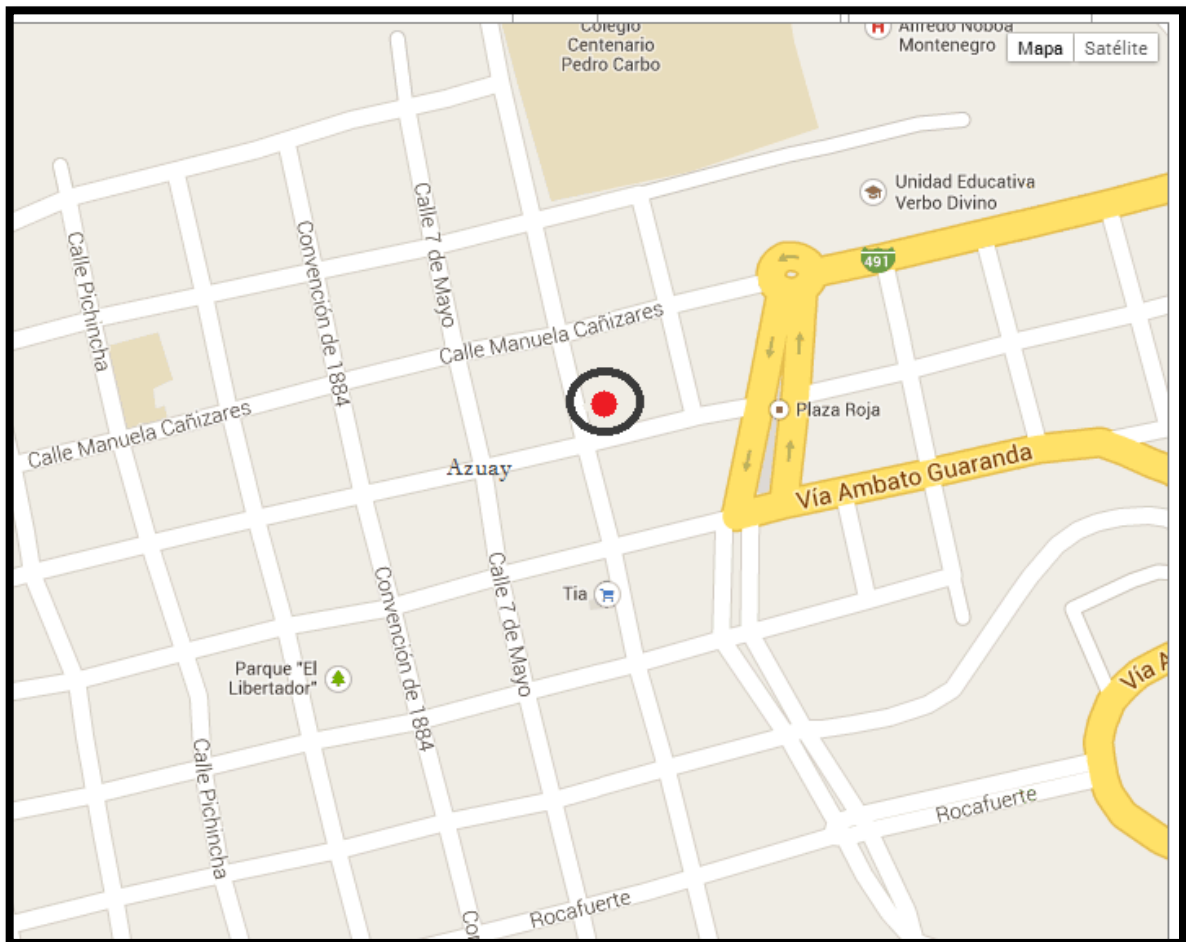 Colegio
Centenario
Pedro Carbo
Alfredo Noboa
Montenegro
Mapa
Satélite
Unidad Educativa
Verbo Divino
Calle 7 de Mayo
Convención de 1884
Calle Pichincha
491
Calle Manuela Cañizares
Calle Manuela Cañizares
Plaza Roja
Azuay
Vía Ambato Guaranda
Tia
Calle 7 de Mayo
Convención de 1884
Parque "El
Libertador"
Vía A
Calle Pichincha
Rocafuerte
Rocafuerte
Co